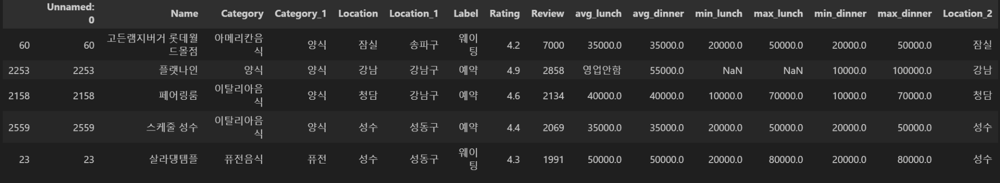 Unnamed: 0 Name Category Category_1 Location Location_1 Label Rating Review avg_lunch avg_dinner min_lunch max_lunch min_dinner max_dinner Location_2
60 60 고든램지버거 롯데월드몰점 아메리칸음식 양식 잠실 송파구 웨이팅 4.2 7000 35000.0 35000.0 20000.0 50000.0 20000.0 50000.0 잠실
2253 2253 플랫나인 양식 양식 강남 강남구 예약 4.9 2858 영업안함 55000.0 NaN NaN 10000.0 100000.0 강남
2158 2158 페어링룸 이탈리아음식 양식 청담 강남구 예약 4.6 2134 40000.0 40000.0 10000.0 70000.0 10000.0 70000.0 청담
2559 2559 스케줄 성수 이탈리아음식 양식 성수 성동구 예약 4.4 2069 35000.0 35000.0 20000.0 50000.0 20000.0 50000.0 성수
23 23 살라댕템플 퓨전음식 퓨전 성수 성동구 웨이팅 4.3 1991 50000.0 50000.0 20000.0 80000.0 20000.0 80000.0 성수